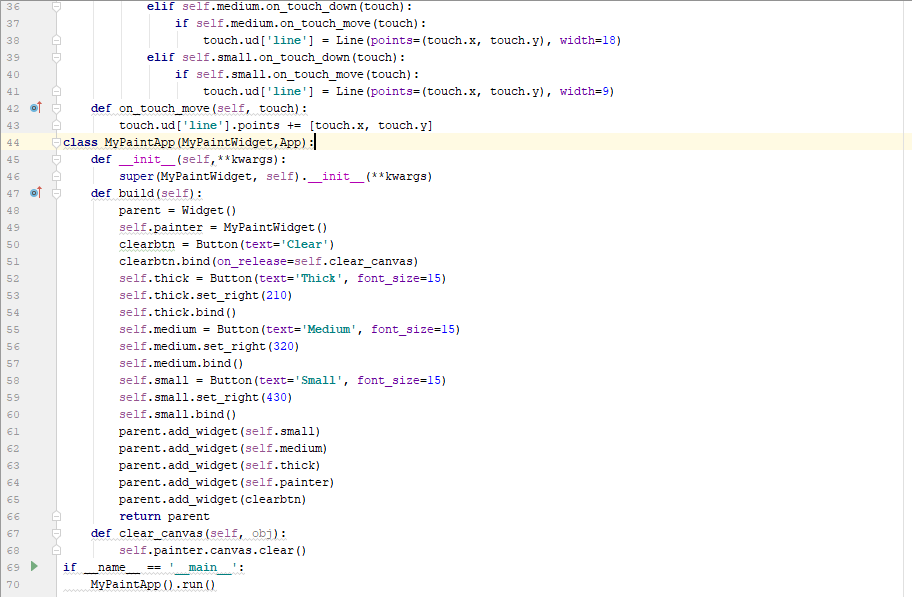 36 elif self.medium.on_touch_down(touch):
37 if self.medium.on_touch_move(touch):
38 touch.ud['line'] = Line(points=(touch.x, touch.y), width=18)
39 elif self.small.on_touch_down(touch):
40 if self.small.on_touch_move(touch):
41 touch.ud['line'] = Line(points=(touch.x, touch.y), width=9)
42 def on_touch_move(self, touch):
43 touch.ud['line'].points += [touch.x, touch.y]
44 class MyPaintApp(MyPaintWidget,App):
45 def __init__(self,**kwargs):
46 super(MyPaintWidget, self).__init__(**kwargs)
47 def build(self):
48 parent = Widget()
49 self.painter = MyPaintWidget()
50 clearbtn = Button(text='Clear')
51 clearbtn.bind(on_release=self.clear_canvas)
52 self.thick = Button(text='Thick', font_size=15)
53 self.thick.set_right(210)
54 self.thick.bind()
55 self.medium = Button(text='Medium', font_size=15)
56 self.medium.set_right(320)
57 self.medium.bind()
58 self.small = Button(text='Small', font_size=15)
59 self.small.set_right(430)
60 self.small.bind()
61 parent.add_widget(self.small)
62 parent.add_widget(self.medium)
63 parent.add_widget(self.thick)
64 parent.add_widget(self.painter)
65 parent.add_widget(clearbtn)
66 return parent
67 def clear_canvas(self, obj):
68 self.painter.canvas.clear()
69 if __name__ == '__main__':
70 MyPaintApp().run()